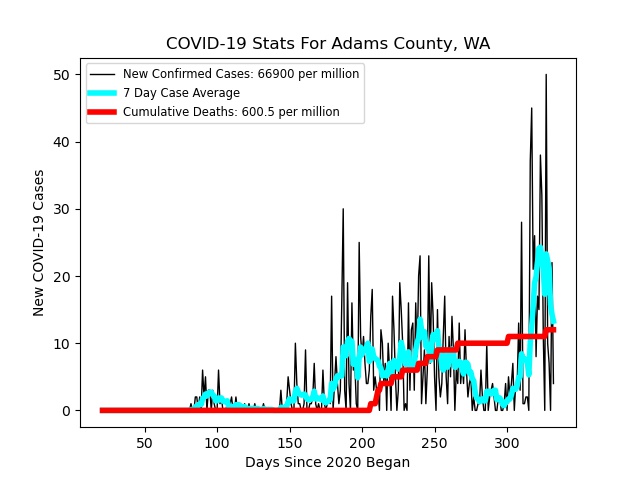 COVID-19 Stats For Adams County, WA
New Confirmed Cases: 66900 per million
7 Day Case Average
Cumulative Deaths: 600.5 per million
New COVID-19 Cases
50
40
30
20
10
0
50 100 150 200 250 300
Days Since 2020 Began